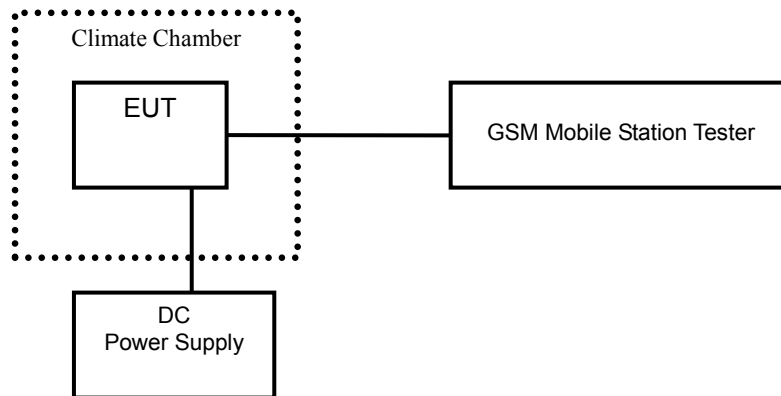 Climate Chamber
EUT
GSM Mobile Station Tester
DC
Power Supply